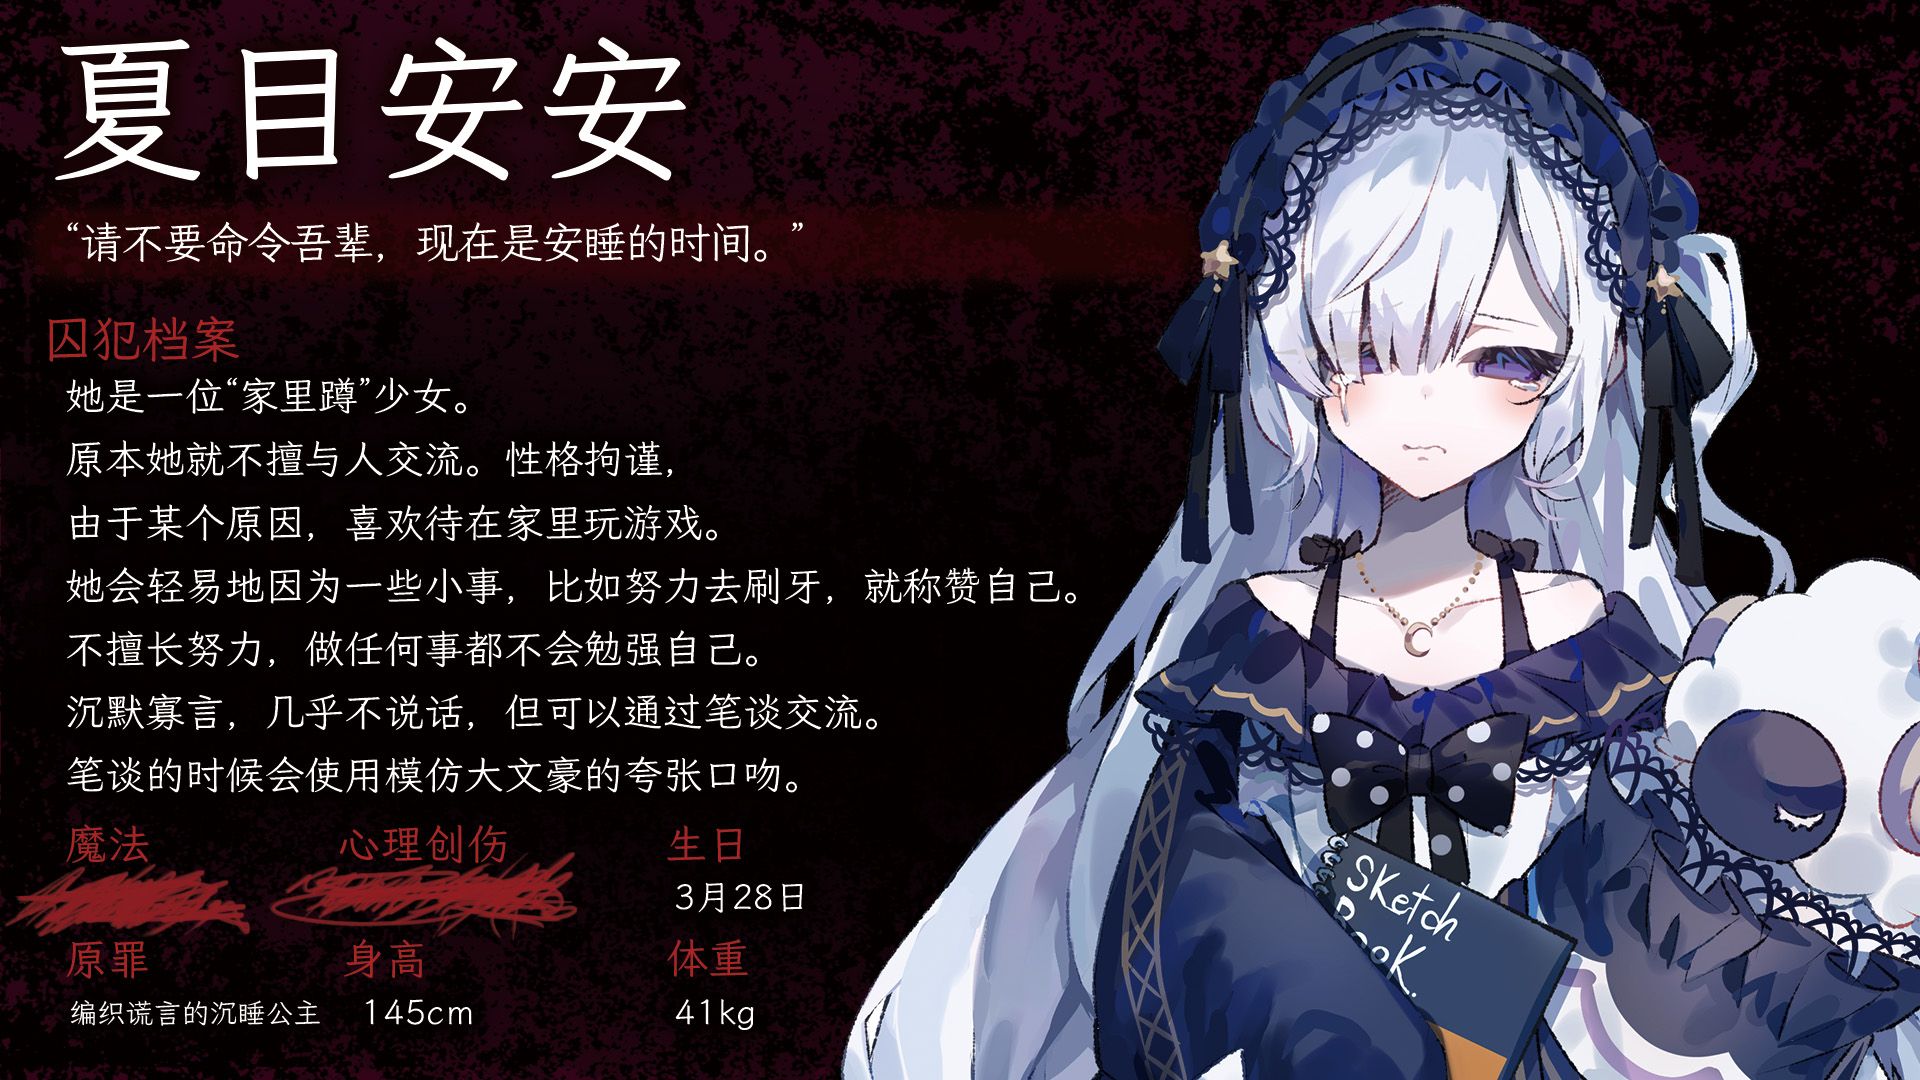 夏目安安
“请不要命令吾辈，现在是安睡的时间。”
囚犯档案
她是一位“家里蹲”少女。
原本她就不擅与人交流。性格拘谨，
由于某个原因，喜欢待在家里玩游戏。
她会轻易地因为一些小事，比如努力去刷牙，就称赞自己。
不擅长努力，做任何事都不会勉强自己。
沉默寡言，几乎不说话，但可以通过笔谈交流。
笔谈的时候会使用模仿大文豪的夸张口吻。
魔法 心理创伤 生日
3月28日
原罪 身高 体重
编织谎言的沉睡公主 145cm 41kg
Sketch
Book.